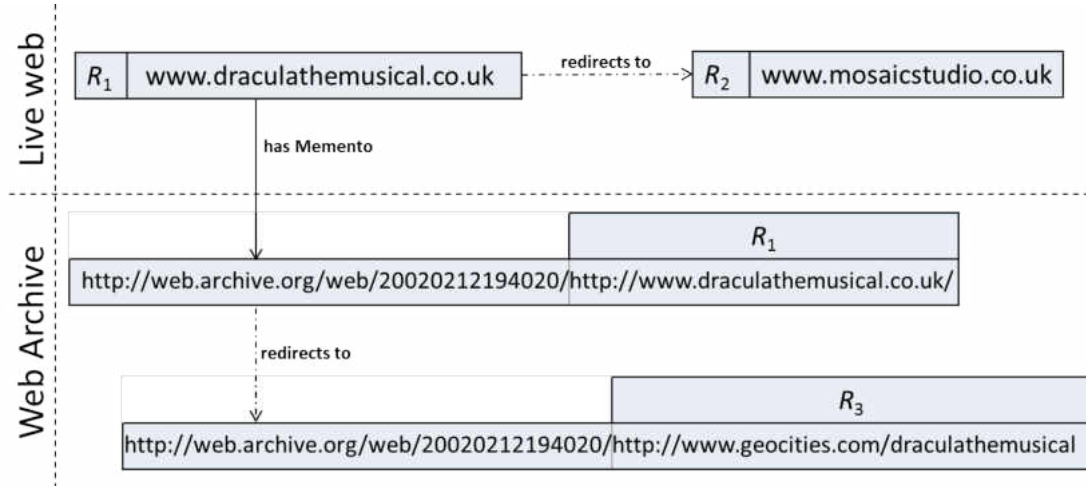 Live web
R1 www.draculathemusical.co.uk
redirects to
R2 www.mosaicstudio.co.uk
has Memento
Web Archive
R1
http://web.archive.org/web/20020212194020/http://www.draculathemusical.co.uk/
redirects to
R3
http://web.archive.org/web/20020212194020/http://www.geocities.com/draculathemusical